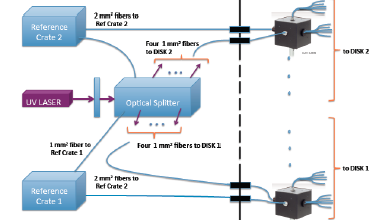 2 mm² fibers to
Ref Crate 2
Reference
Crate 2
Four 1 mm² fibers
to DISK 2
to DISK 2
UV LASER
Optical Splitter
1 mm² fiber to
Ref Crate 1
Four 1 mm² fibers to DISK 1
to DISK 1
2 mm² fibers to
Ref Crate 2
Reference
Crate 1